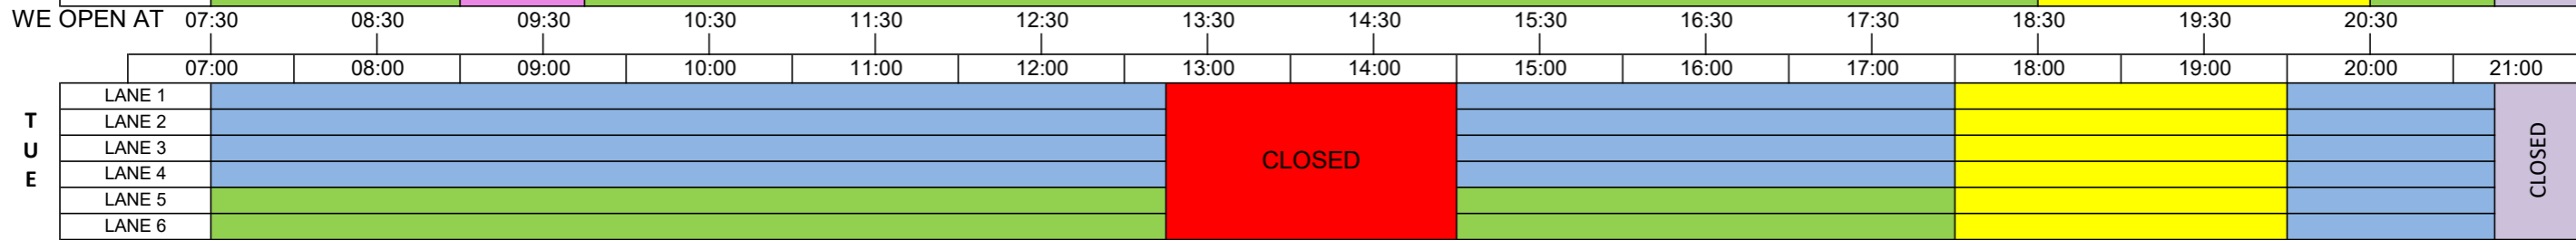 WE OPEN AT 07:30 08:30 09:30 10:30 11:30 12:30 13:30 14:30 15:30 16:30 17:30 18:30 19:30 20:30
07:00 08:00 09:00 10:00 11:00 12:00 13:00 14:00 15:00 16:00 17:00 18:00 19:00 20:00 21:00
TUE
LANE 1
LANE 2
LANE 3
LANE 4
LANE 5
LANE 6
CLOSED
CLOSED